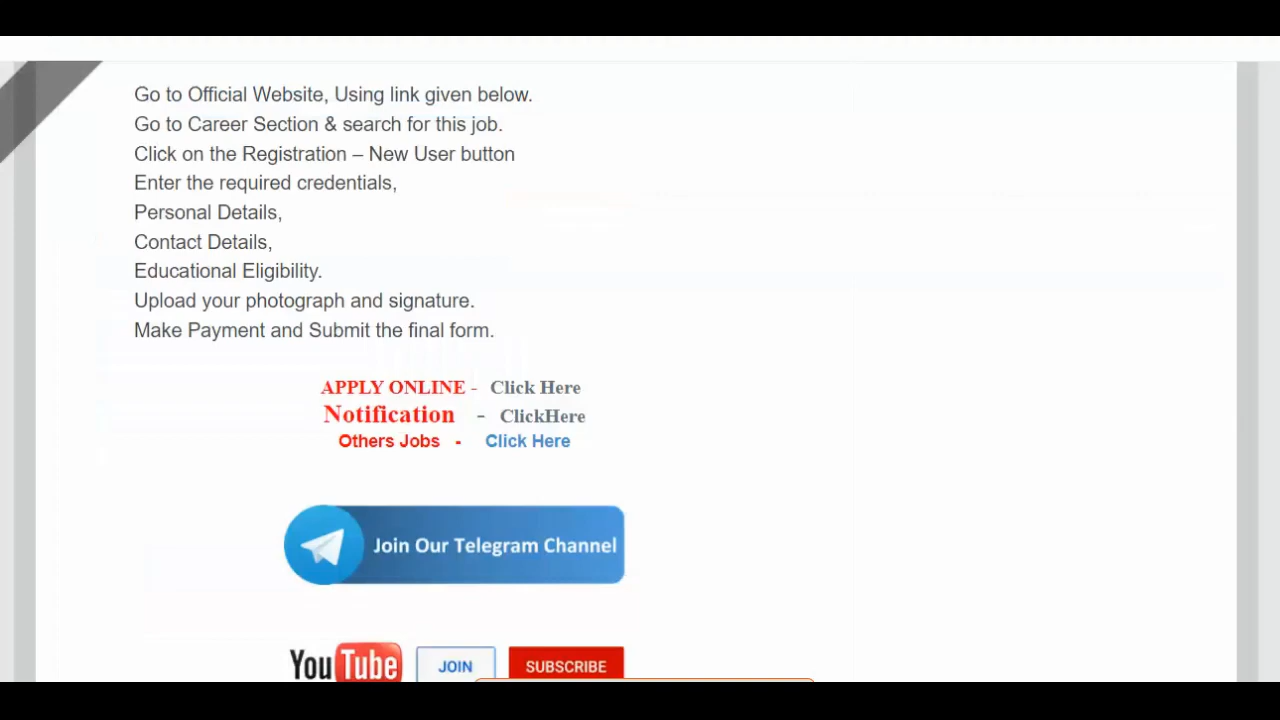 Go to Official Website, Using link given below.
Go to Career Section & search for this job.
Click on the Registration – New User button
Enter the required credentials,
Personal Details,
Contact Details,
Educational Eligibility.
Upload your photograph and signature.
Make Payment and Submit the final form.
APPLY ONLINE - Click Here
Notification - ClickHere
Others Jobs - Click Here
Join Our Telegram Channel
YouTube JOIN SUBSCRIBE